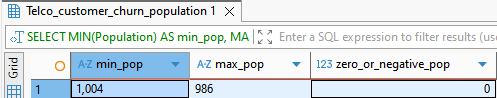 Telco_customer_churn_population 1
SELECT MIN(Population) AS min_pop, MA
Enter a SQL expression to filter results (use
Grid
A-Z min_pop
A-Z max_pop
123 zero_or_negative_pop
1
1,004
986
0